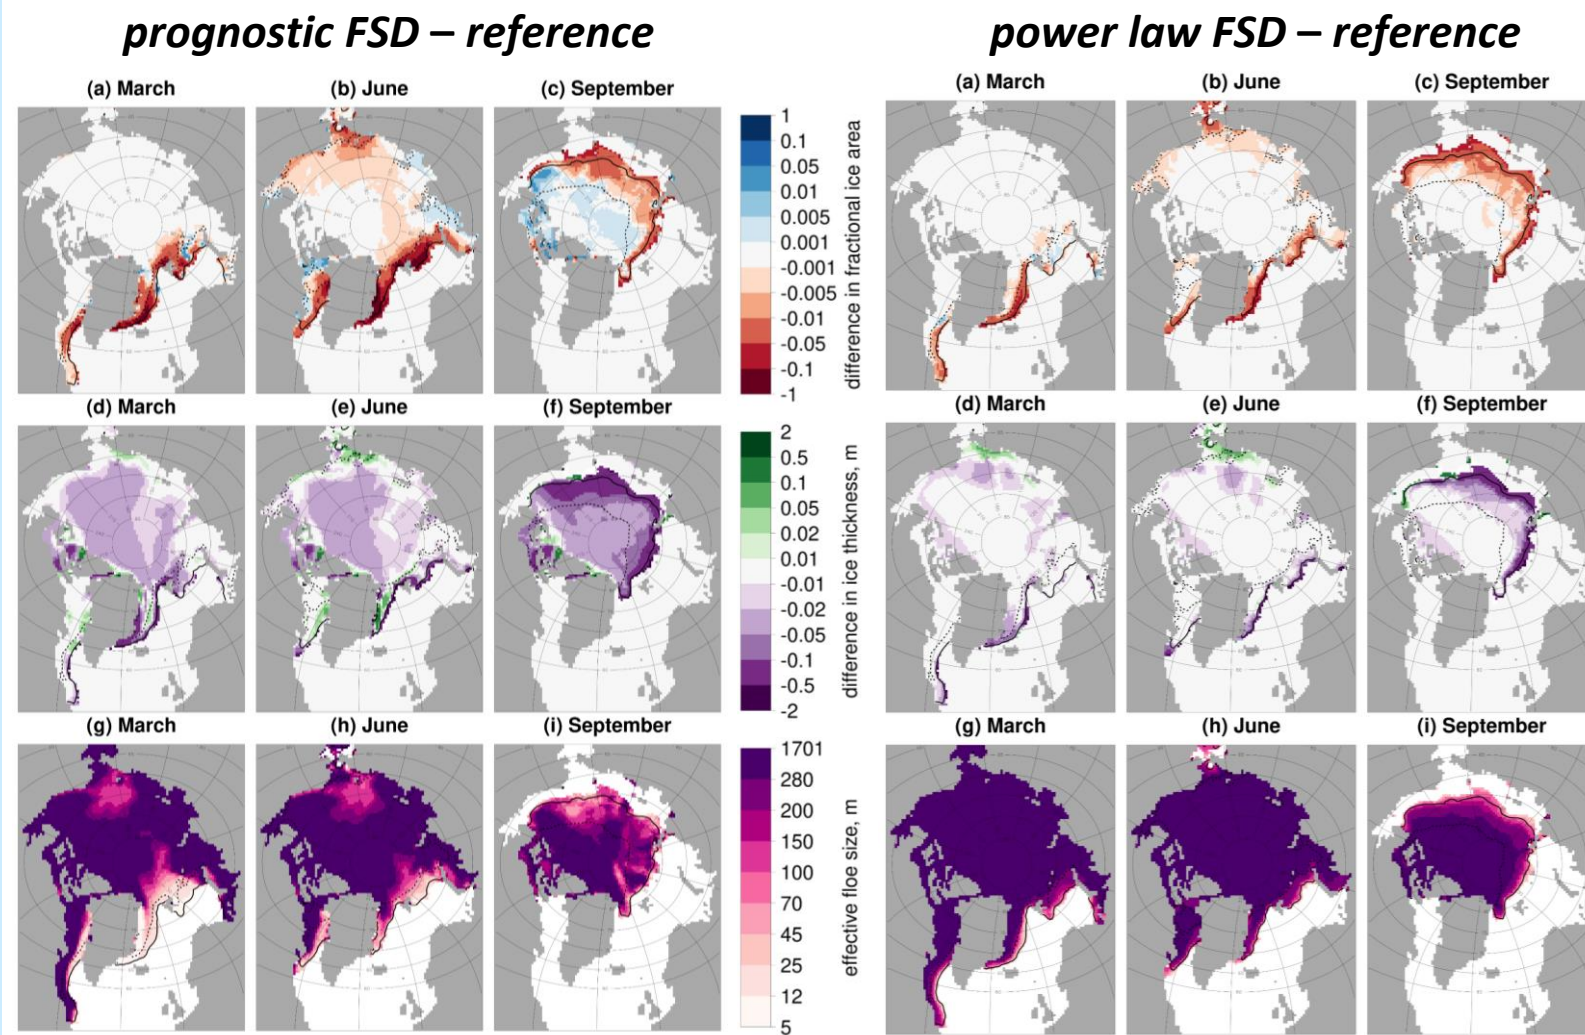 prognostic FSD – reference
power law FSD – reference
(a) March
(b) June
(c) September
1
0.1
0.05
0.01
0.005
0.001
-0.001
-0.005
-0.01
-0.05
-0.1
-1
difference in fractional ice area
(a) March
(b) June
(c) September
(d) March
(e) June
(f) September
2
0.5
0.1
0.05
0.02
0.01
-0.01
-0.02
-0.05
-0.1
-0.5
-2
difference in ice thickness, m
(d) March
(e) June
(f) September
(g) March
(h) June
(i) September
1701
280
200
150
100
70
45
25
12
5
effective floe size, m
(g) March
(h) June
(i) September